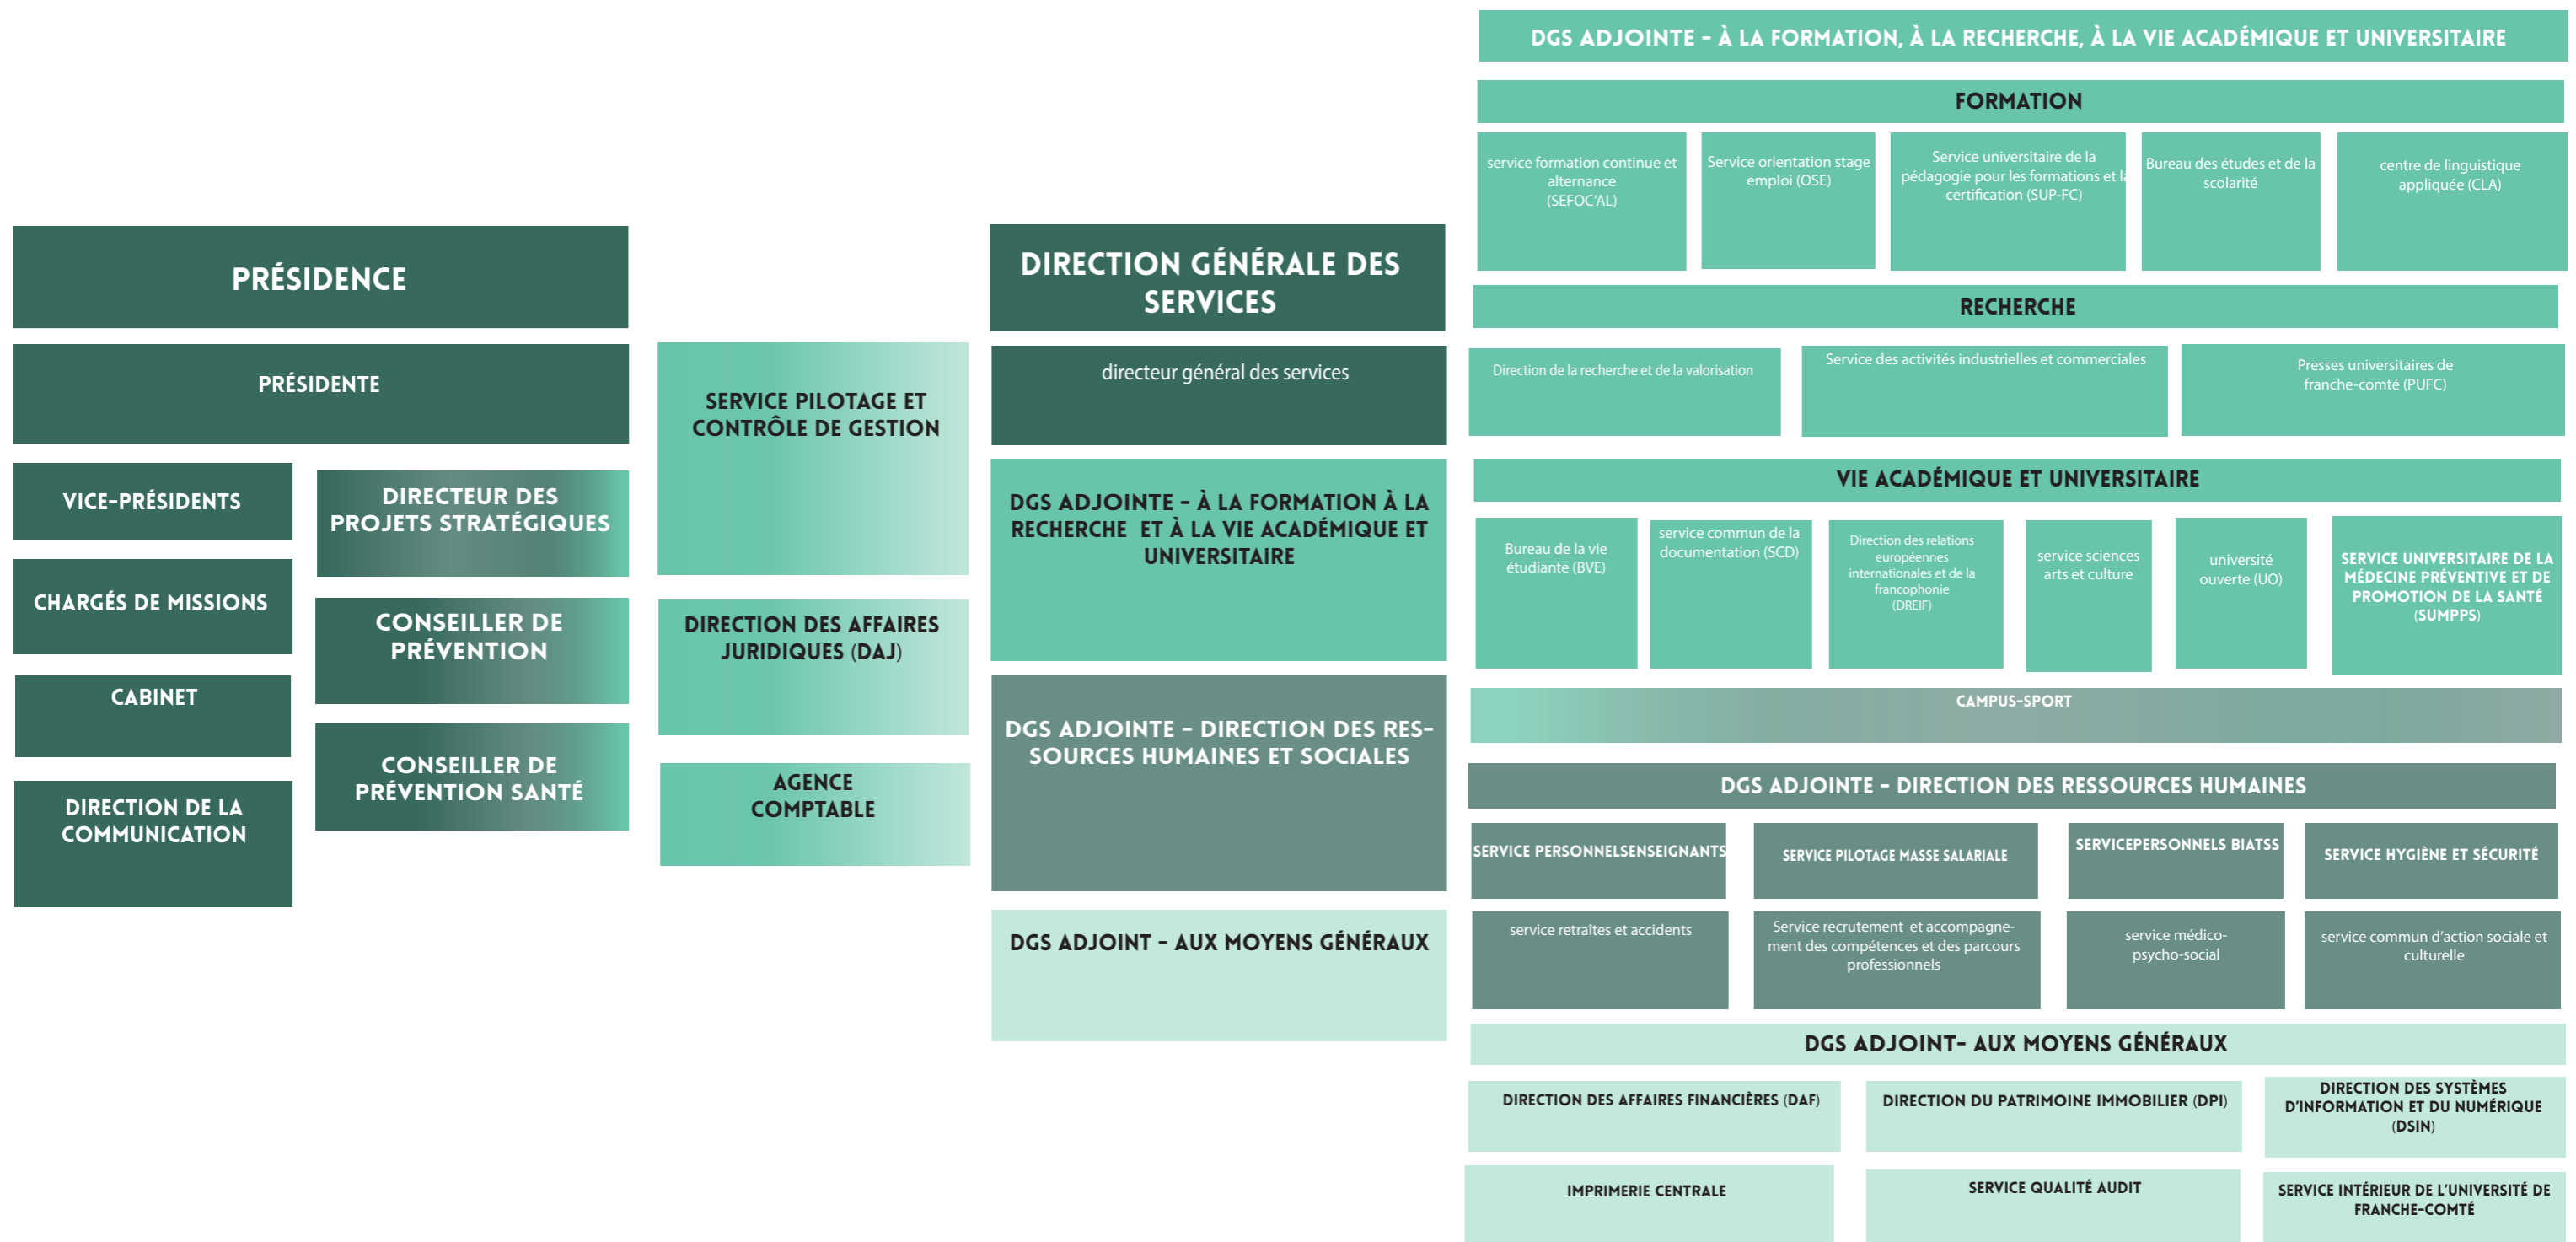 PRÉSIDENCE
PRÉSIDENTE
VICE-PRÉSIDENTS
CHARGÉS DE MISSIONS
CABINET
DIRECTION DE LA
COMMUNICATION
DIRECTEUR DES
PROJETS STRATÉGIQUES
CONSEILLER DE
PRÉVENTION
CONSEILLER DE
PRÉVENTION SANTÉ
SERVICE PILOTAGE ET
CONTRÔLE DE GESTION
DIRECTION DES AFFAIRES
JURIDIQUES (DAJ)
AGENCE
COMPTABLE
DIRECTION GÉNÉRALE DES
SERVICES
directeur général des services
DGS ADJOINTE - À LA FORMATION À LA
RECHERCHE ET À LA VIE ACADÉMIQUE ET
UNIVERSITAIRE
DGS ADJOINTE - DIRECTION DES RES-
SOURCES HUMAINES ET SOCIALES
DGS ADJOINT - AUX MOYENS GÉNÉRAUX
DGS ADJOINTE - À LA FORMATION, À LA RECHERCHE, À LA VIE ACADÉMIQUE ET UNIVERSITAIRE
FORMATION
service formation continue et
alternance
(SEFOC'AL)
Service orientation stage
emploi (OSE)
Service universitaire de la
pédagogie pour les formations et la
certification (SUP-FC)
Bureau des études et de la
scolarité
centre de linguistique
appliquée (CLA)
RECHERCHE
Direction de la recherche et de la valorisation
Service des activités industrielles et commerciales
Presses universitaires de
franche-comté (PUFC)
VIE ACADÉMIQUE ET UNIVERSITAIRE
Bureau de la vie
étudiante (BVE)
service commun de la
documentation (SCD)
Direction des relations
européennes
internationales et de la
francophonie
(DREIF)
service sciences
arts et culture
université
ouverte (UO)
SERVICE UNIVERSITAIRE DE LA
MÉDECINE PRÉVENTIVE ET DE
PROMOTION DE LA SANTÉ
(SUMPPS)
CAMPUS-SPORT
DGS ADJOINTE - DIRECTION DES RESSOURCES HUMAINES
SERVICE PERSONNELSENSEIGNANTS
SERVICE PILOTAGE MASSE SALARIALE
SERVICEPERSONNELS BIATSS
SERVICE HYGIÈNE ET SÉCURITÉ
service retraîtes et accidents
Service recrutement et accompagne-
ment des compétences et des parcours
professionnels
service médico-
psycho-social
service commun d'action sociale et
culturelle
DGS ADJOINT- AUX MOYENS GÉNÉRAUX
DIRECTION DES AFFAIRES FINANCIÈRES (DAF)
DIRECTION DU PATRIMOINE IMMOBILIER (DPI)
DIRECTION DES SYSTÈMES
D'INFORMATION ET DU NUMÉRIQUE
(DSIN)
IMPRIMERIE CENTRALE
SERVICE QUALITÉ AUDIT
SERVICE INTÉRIEUR DE L'UNIVERSITÉ DE
FRANCHE-COMTÉ